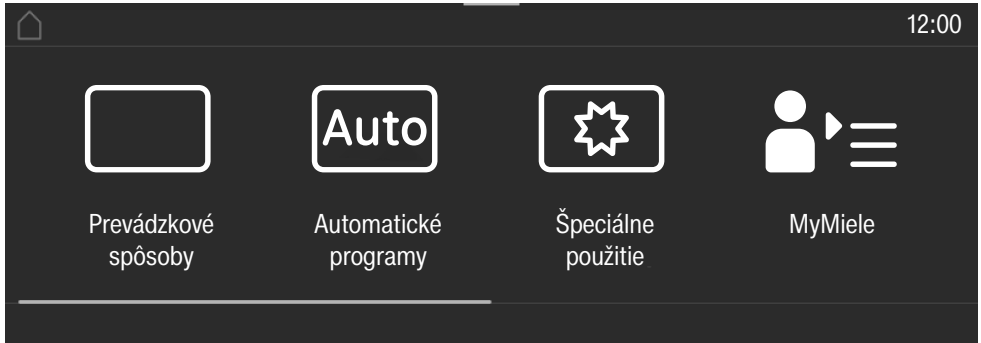 12:00
Auto
Prevádzkové
spôsoby
Automatické
programy
Špeciálne
použitie
MyMiele